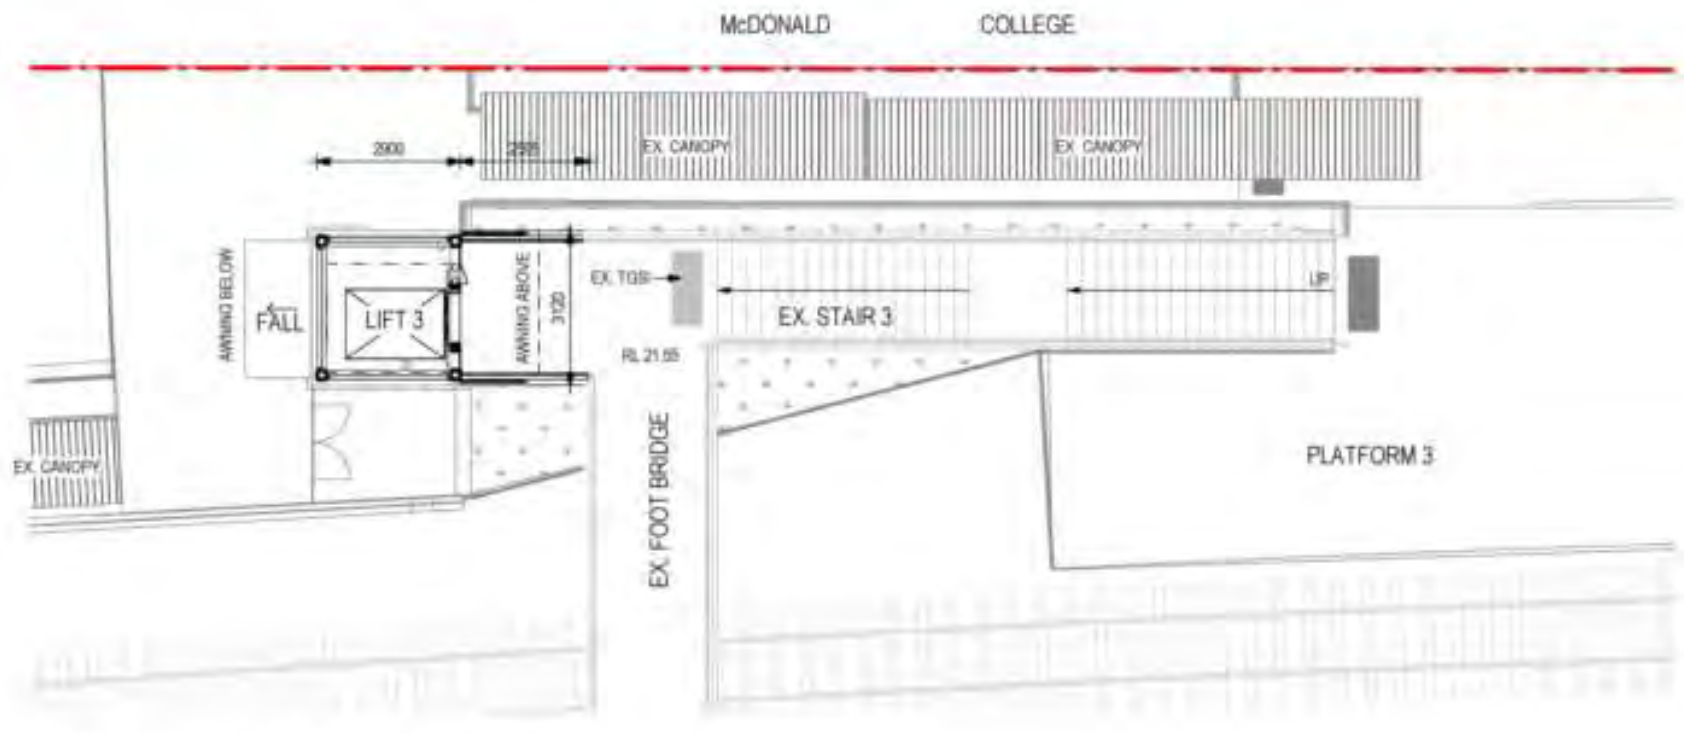 McDONALD COLLEGE
EX. CANOPY
EX. CANOPY
2900
AWNING BELOW
FALL
LIFT 3
AWNING ABOVE
3120
EX. TGSI
UP
EX. STAIR 3
RL 21.55
EX. FOOT BRIDGE
PLATFORM 3
EX. CANOPY